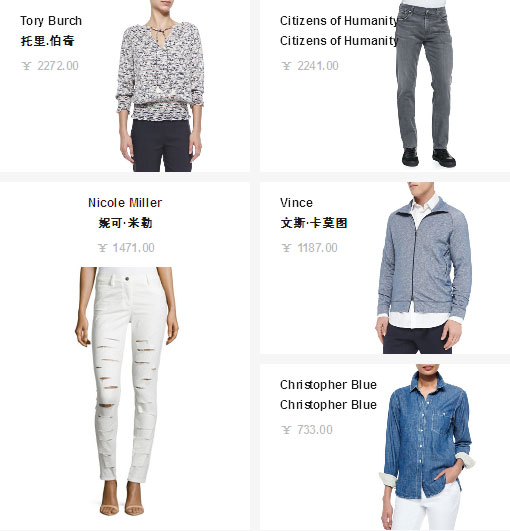 Tory Burch
托里.伯奇
￥ 2272.00
Citizens of Humanity
Citizens of Humanity
￥ 2241.00
Nicole Miller
妮可·米勒
￥ 1471.00
Vince
文斯·卡莫图
￥ 1187.00
Christopher Blue
Christopher Blue
￥ 733.00